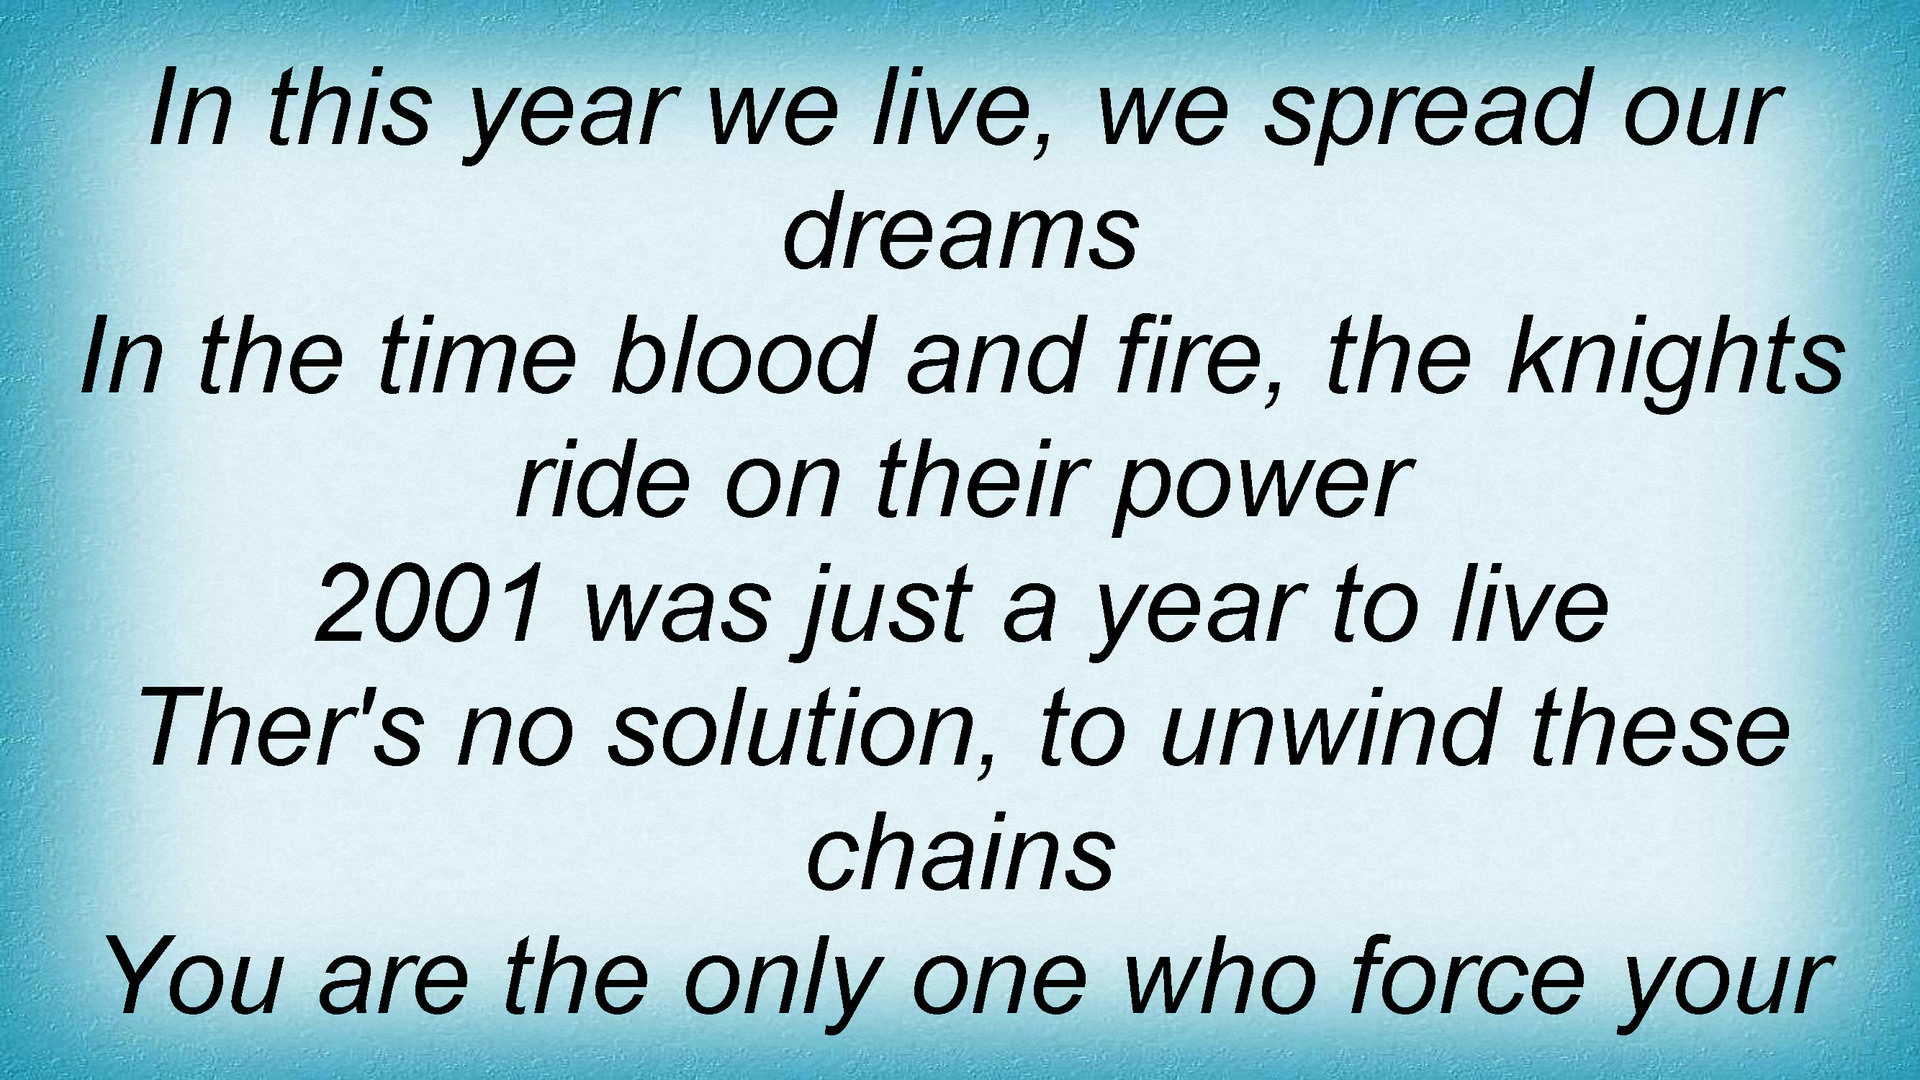 In this year we live, we spread our
dreams
In the time blood and fire, the knights
ride on their power
2001 was just a year to live
Ther's no solution, to unwind these
chains
You are the only one who force your